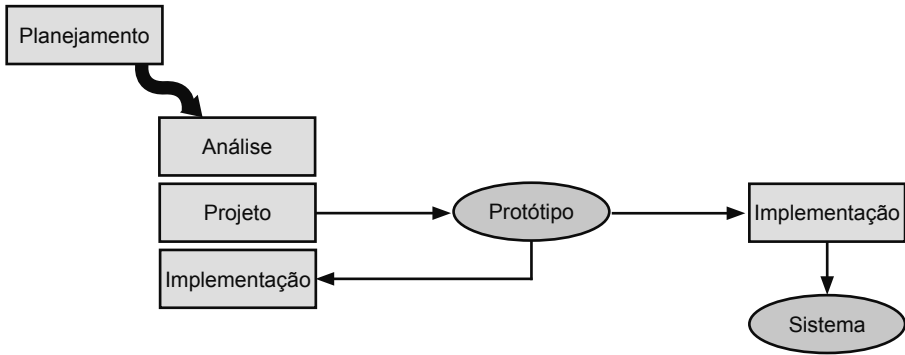 Planejamento
Análise
Projeto
Protótipo
Implementação
Implementação
Sistema